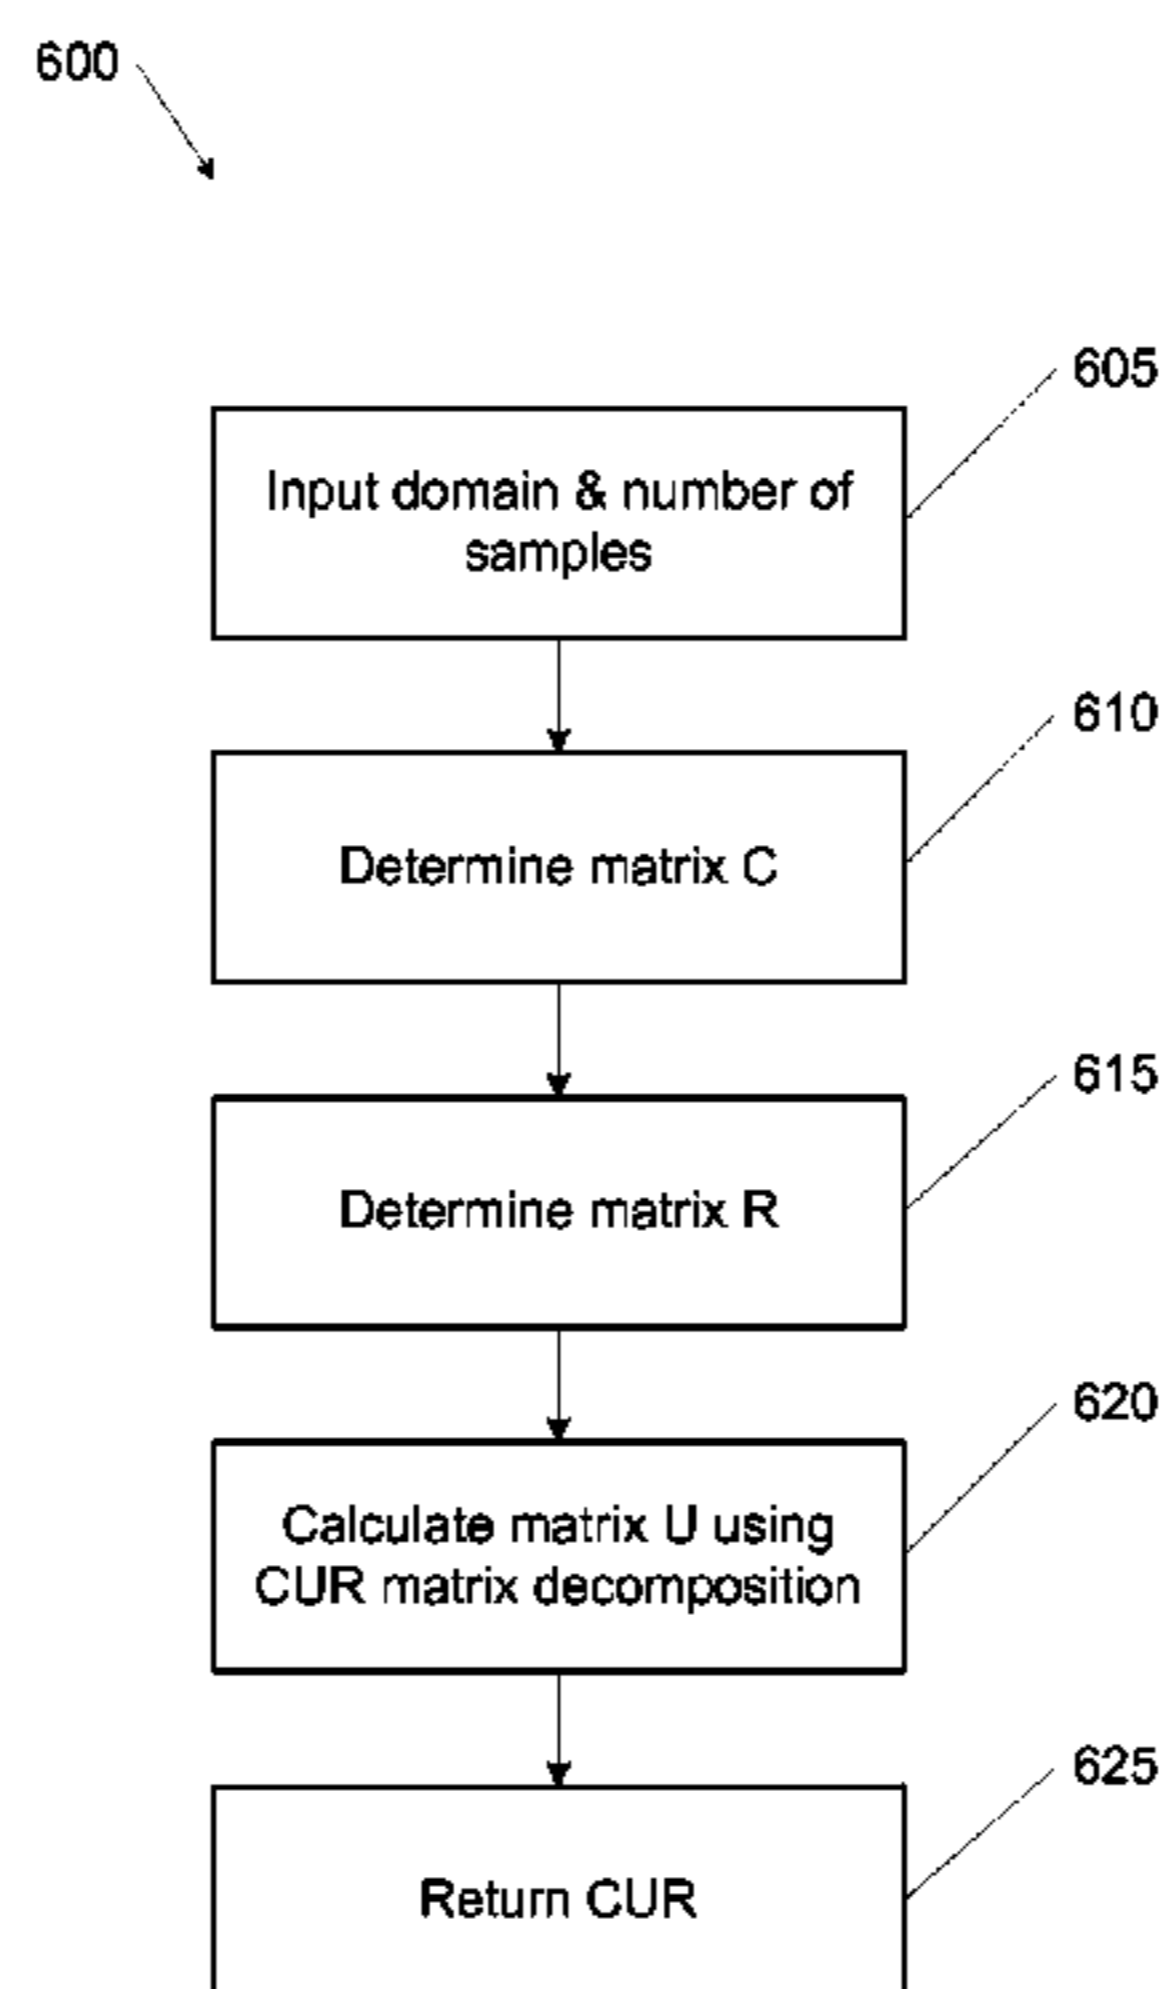 600
605
Input domain & number of
samples
610
Determine matrix C
615
Determine matrix R
620
Calculate matrix U using
CUR matrix decomposition
625
Return CUR